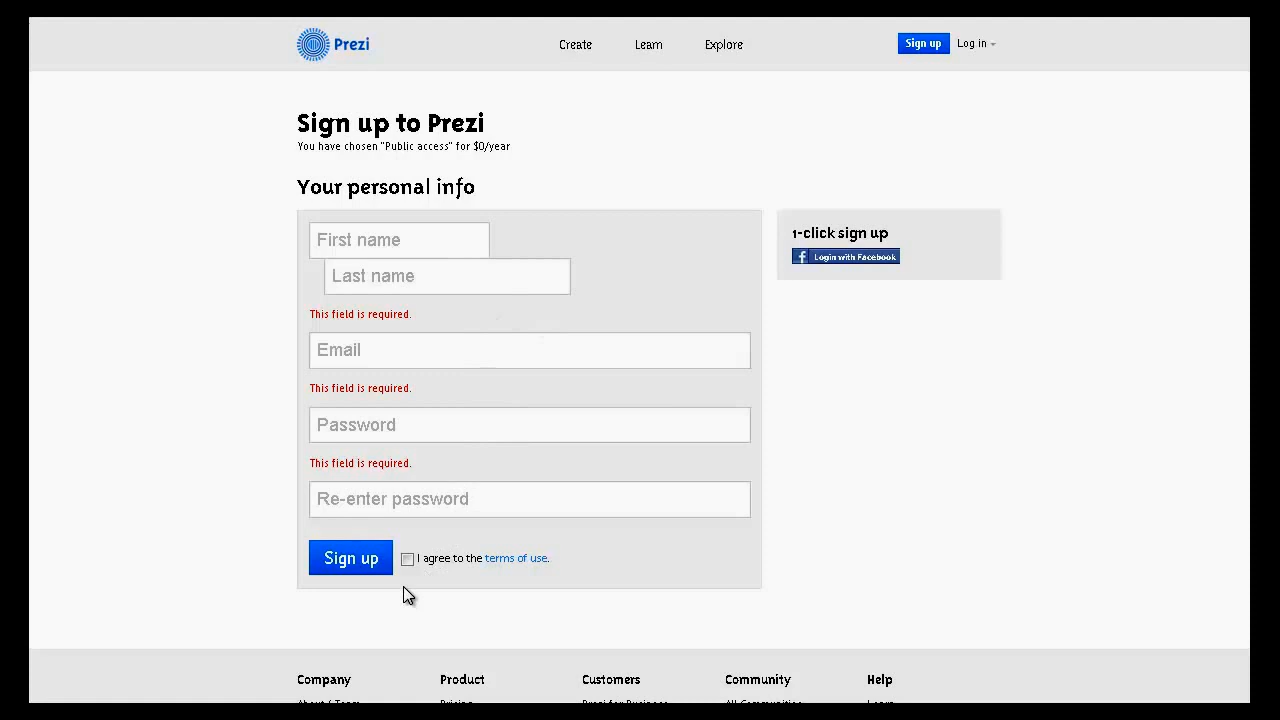 Prezi
Create Learn Explore
Sign up Log in
Sign up to Prezi
You have chosen "Public access" for $0/year
Your personal info
First name
Last name
This field is required.
Email
This field is required.
Password
This field is required.
Re-enter password
Sign up I agree to the terms of use.
1-click sign up
f Login with Facebook
Company Product Customers Community Help